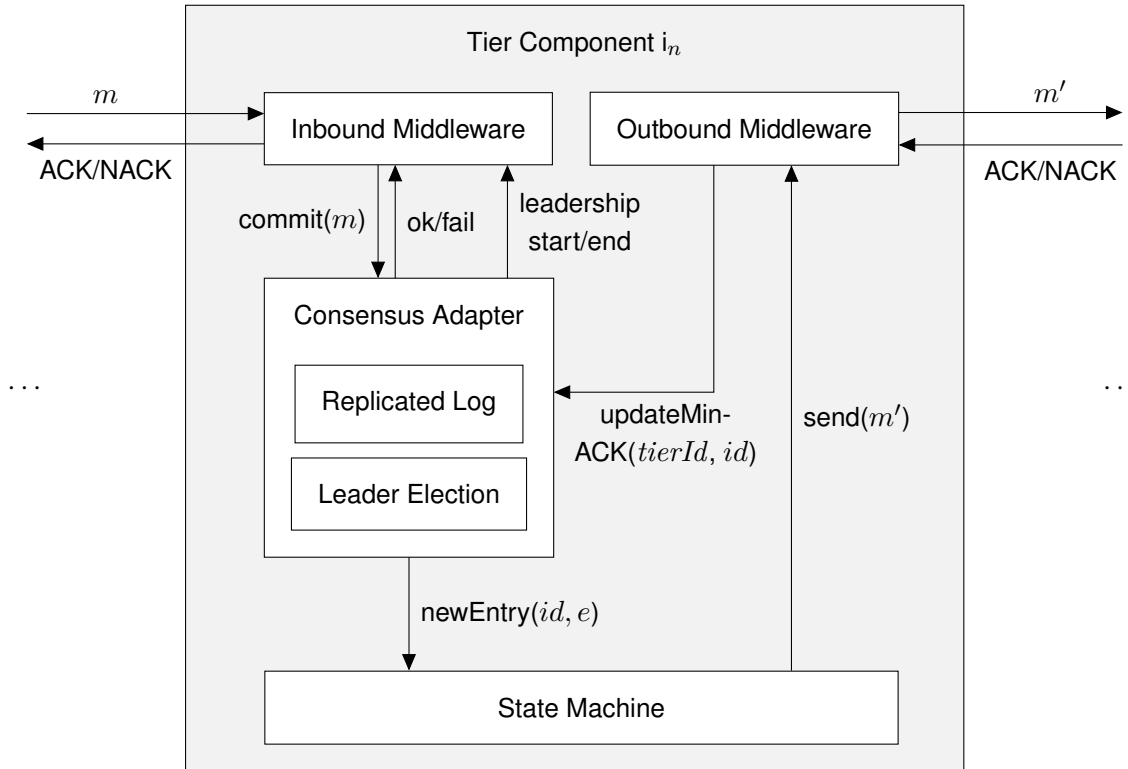 Tier Component iₙ
m
m′
Inbound Middleware
Outbound Middleware
ACK/NACK
ACK/NACK
commit(m)
ok/fail
leadership
start/end
Consensus Adapter
Replicated Log
Leader Election
updateMin-
ACK(tierId, id)
send(m′)
. . .
. .
newEntry(id, e)
State Machine